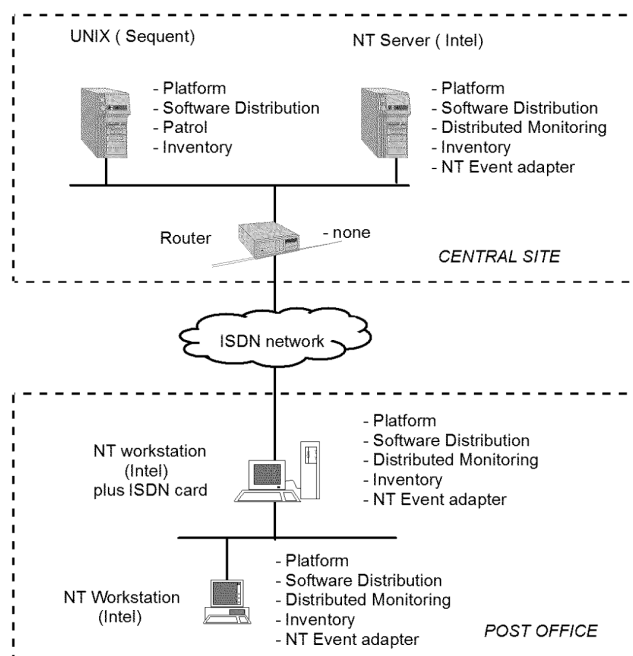 UNIX ( Sequent)
NT Server ( Intel)
- Platform
- Software Distribution
- Patrol
- Inventory
- Platform
- Software Distribution
- Distributed Monitoring
- Inventory
- NT Event adapter
Router
- none
CENTRAL SITE
ISDN network
NT workstation
(Intel)
plus ISDN card
- Platform
- Software Distribution
- Distributed Monitoring
- Inventory
- NT Event adapter
NT Workstation
(Intel)
- Platform
- Software Distribution
- Distributed Monitoring
- Inventory
- NT Event adapter
POST OFFICE